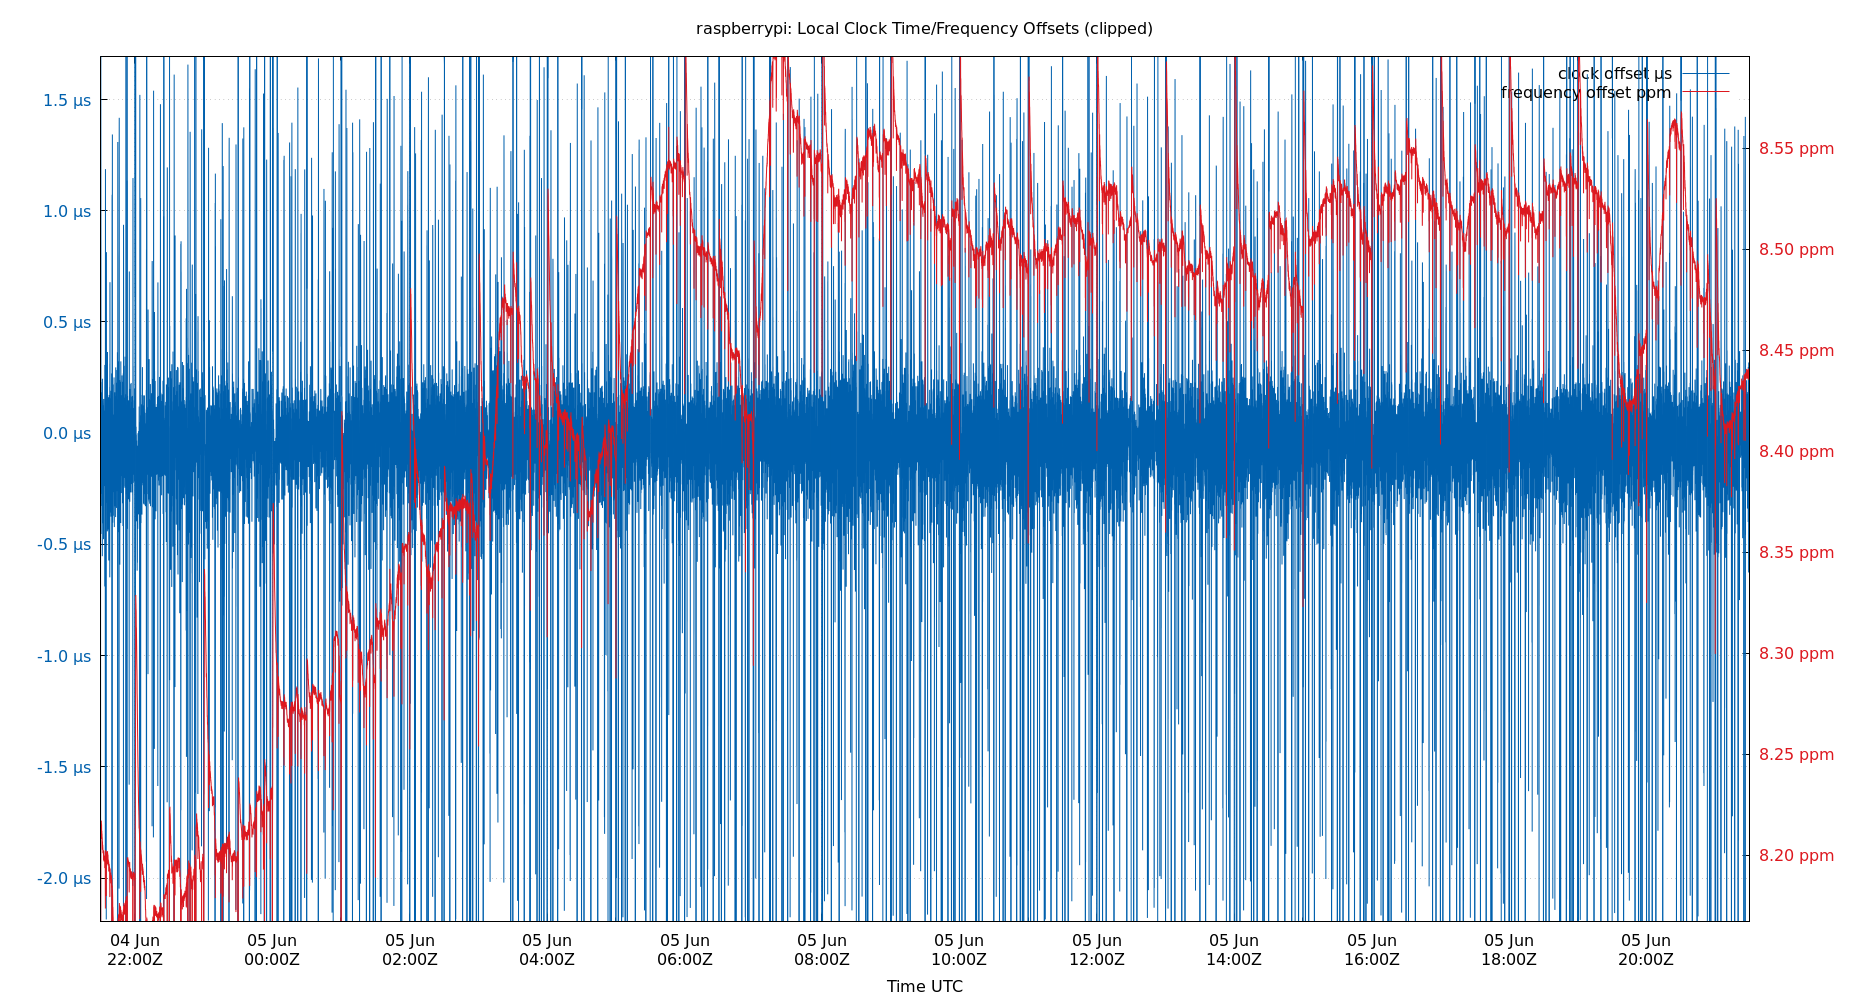 raspberrypi: Local Clock Time/Frequency Offsets (clipped)
clock offset µs
frequency offset ppm
1.5 µs
1.0 µs
0.5 µs
0.0 µs
-0.5 µs
-1.0 µs
-1.5 µs
-2.0 µs
8.55 ppm
8.50 ppm
8.45 ppm
8.40 ppm
8.35 ppm
8.30 ppm
8.25 ppm
8.20 ppm
04 Jun 05 Jun 05 Jun 05 Jun 05 Jun 05 Jun 05 Jun 05 Jun 05 Jun 05 Jun 05 Jun 05 Jun
22:00Z 00:00Z 02:00Z 04:00Z 06:00Z 08:00Z 10:00Z 12:00Z 14:00Z 16:00Z 18:00Z 20:00Z
Time UTC